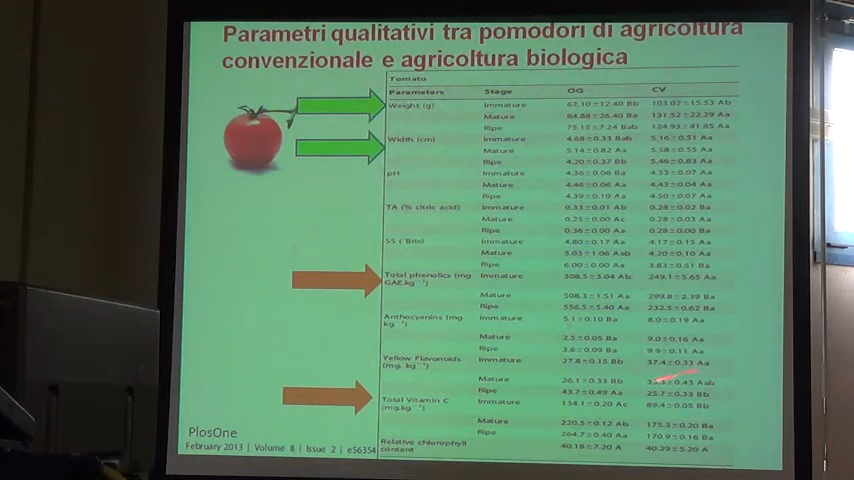 Parametri qualitativi tra pomodori di agricoltura
convenzionale e agricoltura biologica
Tomato
Parameters Stage OG CV
Weight (g) Immature 62.10±12.40 Bb 103.02±15.53 Ab
Mature 84.88±26.40 Ba 131.52±22.29 Aa
Ripe 75.15±7.24 Bab 124.93±41.85 Aa
Width (cm) Immature 4.68±0.33 Bab 5.16±0.51 Aa
Mature 5.14±0.82 Aa 5.58±0.55 Aa
Ripe 4.20±0.37 Bb 5.46±0.83 Aa
pH Immature 4.36±0.06 Ba 4.53±0.07 Aa
Mature 4.46±0.06 Aa 4.43±0.04 Aa
Ripe 4.39±0.10 Aa 4.50±0.07 Aa
TA (% citric acid) Immature 0.33±0.01 Ab 0.28±0.02 Ba
Mature 0.25±0.00 Ac 0.28±0.03 Aa
Ripe 0.36±0.00 Aa 0.28±0.00 Ba
SS (°Brix) Immature 4.80±0.17 Aa 4.17±0.15 Aa
Mature 5.03±1.06 Aab 4.20±0.10 Aa
Ripe 6.00±0.00 Aa 3.83±0.51 Ba
Total phenolics (mg Immature 308.5±3.04 Ab 249.1±5.65 Aa
GAE.kg⁻¹)
Mature 508.3±1.51 Aa 299.8±2.39 Ba
Ripe 556.5±5.40 Aa 232.5±0.62 Ba
Anthocyanins (mg Immature 5.1±0.10 Ba 8.0±0.19 Aa
kg⁻¹)
Mature 2.5±0.05 Ba 9.0±0.16 Aa
Ripe 3.6±0.09 Ba 9.9±0.11 Aa
Yellow Flavonoids Immature 27.8±0.15 Bb 37.4±0.33 Aa
(mg. kg⁻¹)
Mature 26.1±0.33 Bb ±0.43 Aab
Ripe 43.7±0.49 Aa 25.7±0.33 Bb
Total Vitamin C Immature 134.1±0.20 Ac 89.4±0.05 Bb
(mg.kg⁻¹)
Mature 220.5±0.12 Ab 175.3±0.20 Ba
Ripe 264.7±0.40 Aa 170.9±0.16 Ba
Relative chlorophyll 40.18±7.20 A 40.29±5.20 A
content
PlosOne
February 2013 | Volume 8 | Issue 2 | e56354